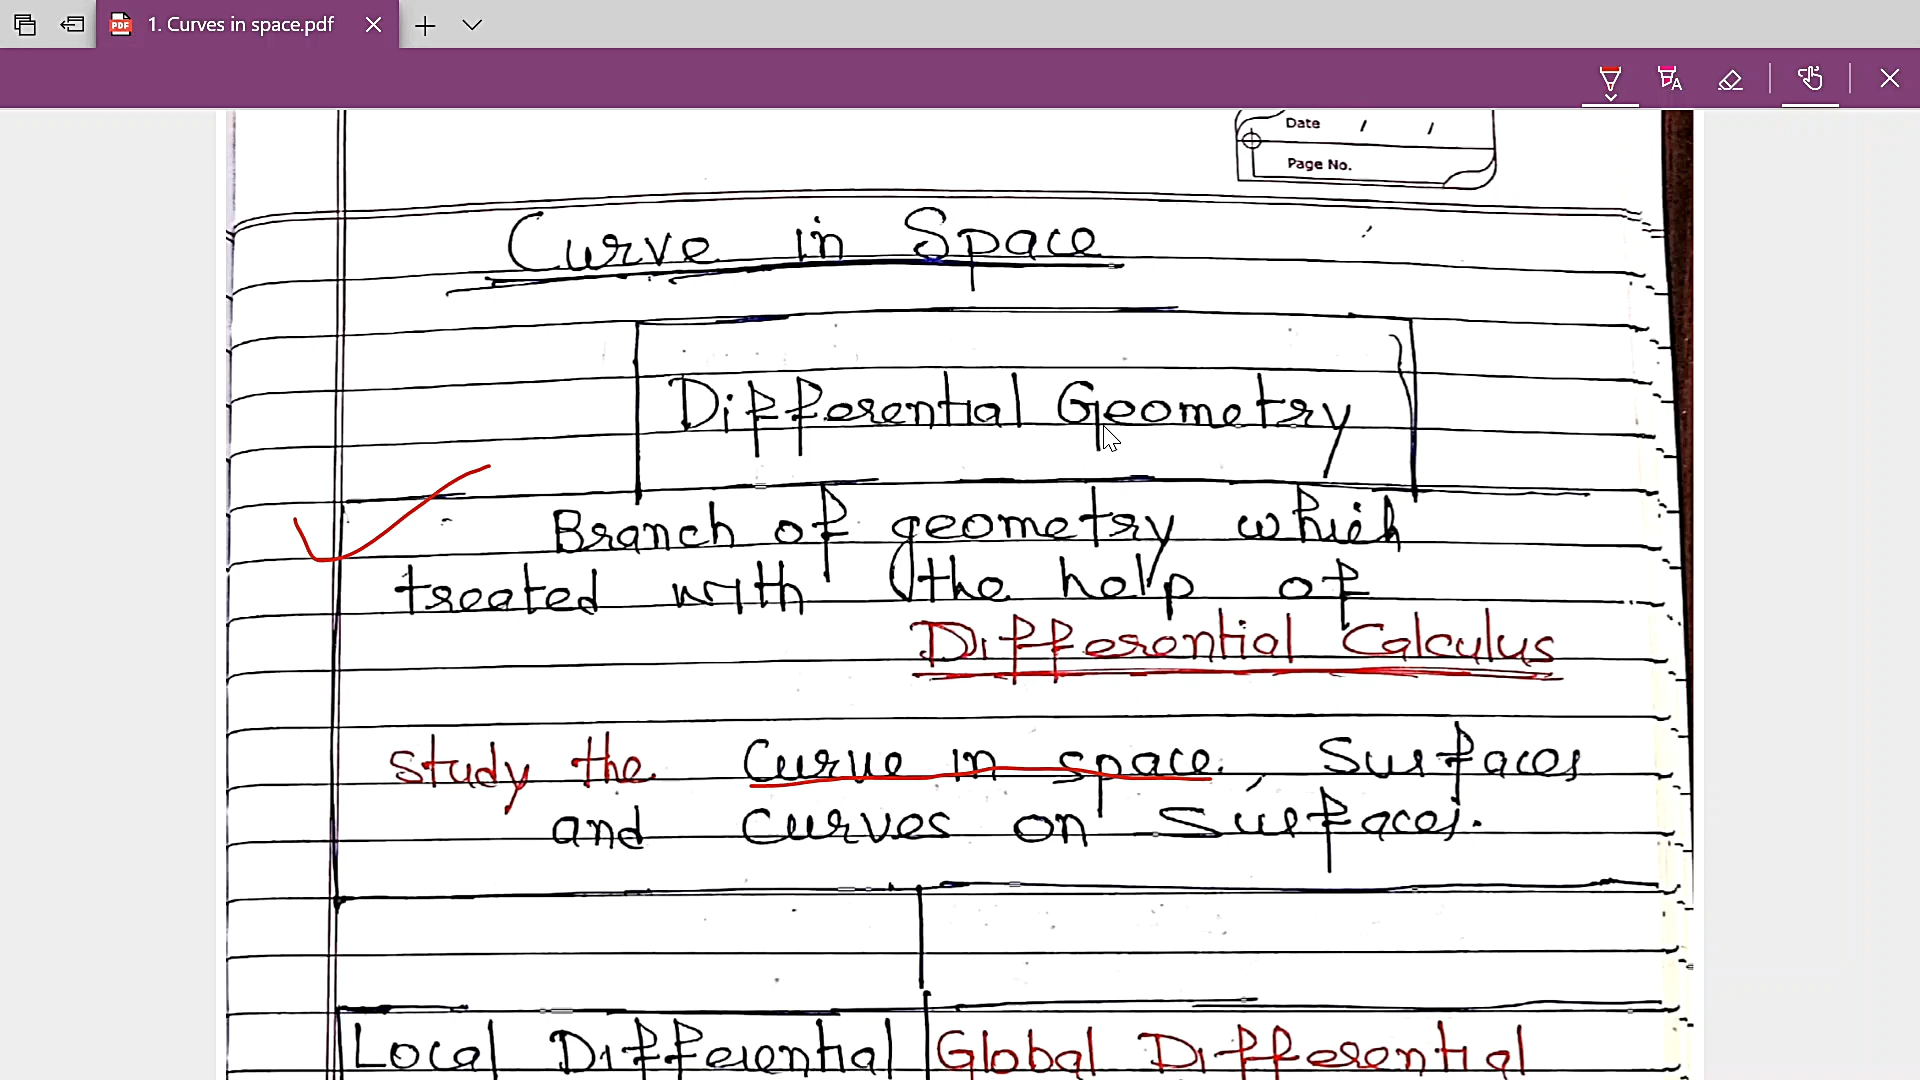 1. Curves in space.pdf
Date / /
Page No.
Curve in Space
Differential Geometry
Branch of geometry which
treated with the help of
Differential Calculus
study the Curve in space, Surfaces
and curves on Surfaces.
Local Differential
Global Differential